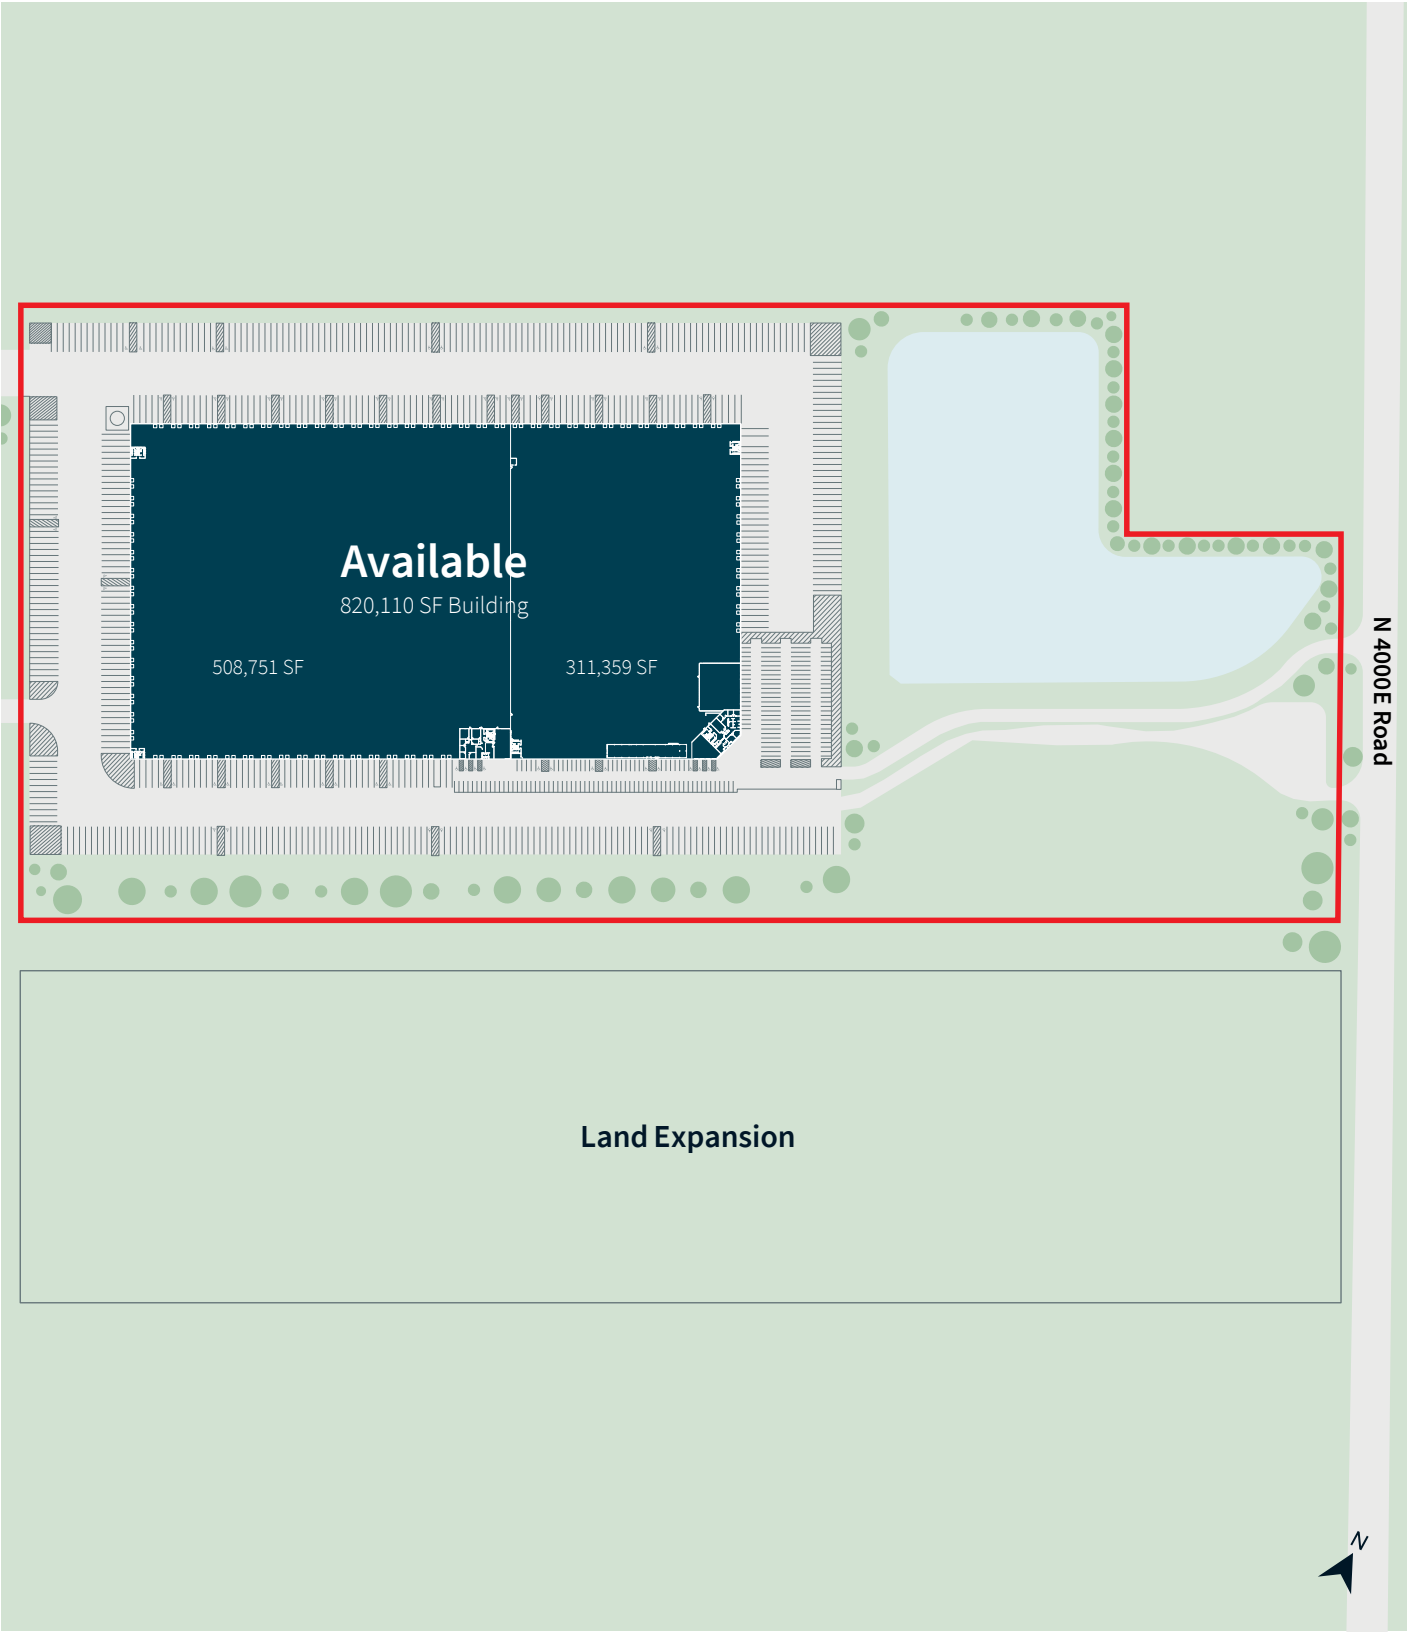 Available
820,110 SF Building
508,751 SF
311,359 SF
N 4000E Road
Land Expansion
N